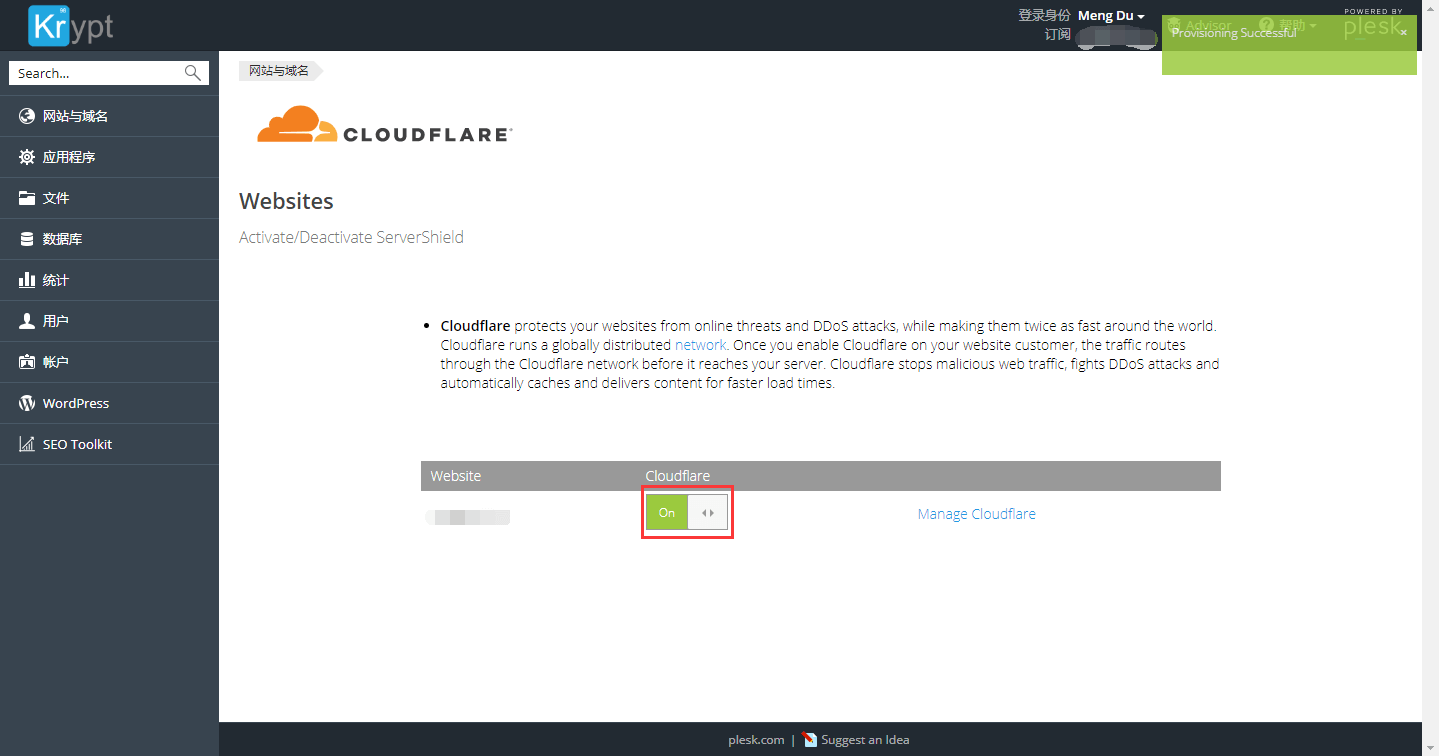 Krypt
登录身份 Meng Du
订阅
Advisor
帮助
POWERED BY
plesk
Provisioning Successful
×
Search...
网站与域名
应用程序
文件
数据库
统计
用户
帐户
WordPress
SEO Toolkit
网站与域名
CLOUDFLARE
Websites
Activate/Deactivate ServerShield
• Cloudflare protects your websites from online threats and DDoS attacks, while making them twice as fast around the world.
Cloudflare runs a globally distributed network. Once you enable Cloudflare on your website customer, the traffic routes
through the Cloudflare network before it reaches your server. Cloudflare stops malicious web traffic, fights DDoS attacks and
automatically caches and delivers content for faster load times.
Website Cloudflare
On Manage Cloudflare
plesk.com | Suggest an Idea